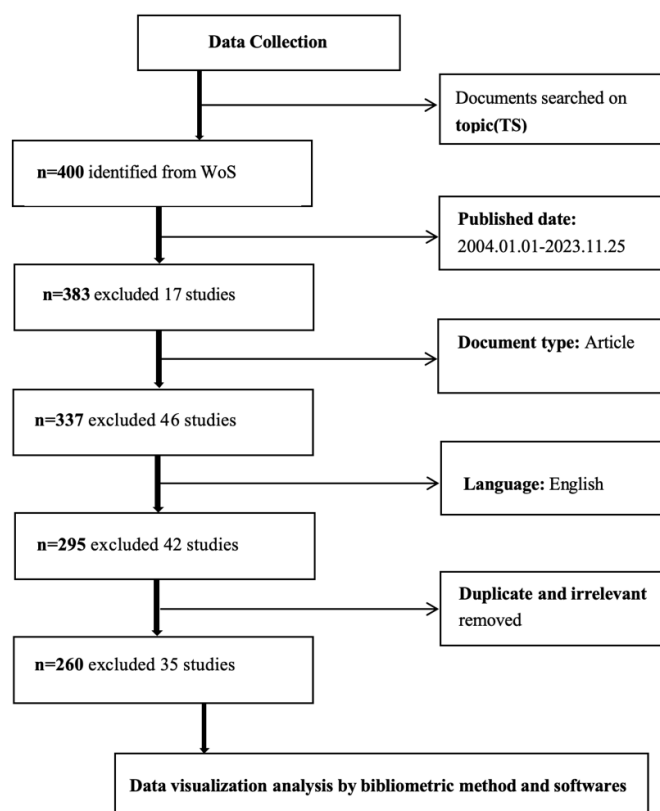 Data Collection
Documents searched on
topic(TS)
n=400 identified from WoS
Published date:
2004.01.01-2023.11.25
n=383 excluded 17 studies
Document type: Article
n=337 excluded 46 studies
Language: English
n=295 excluded 42 studies
Duplicate and irrelevant
removed
n=260 excluded 35 studies
Data visualization analysis by bibliometric method and softwares